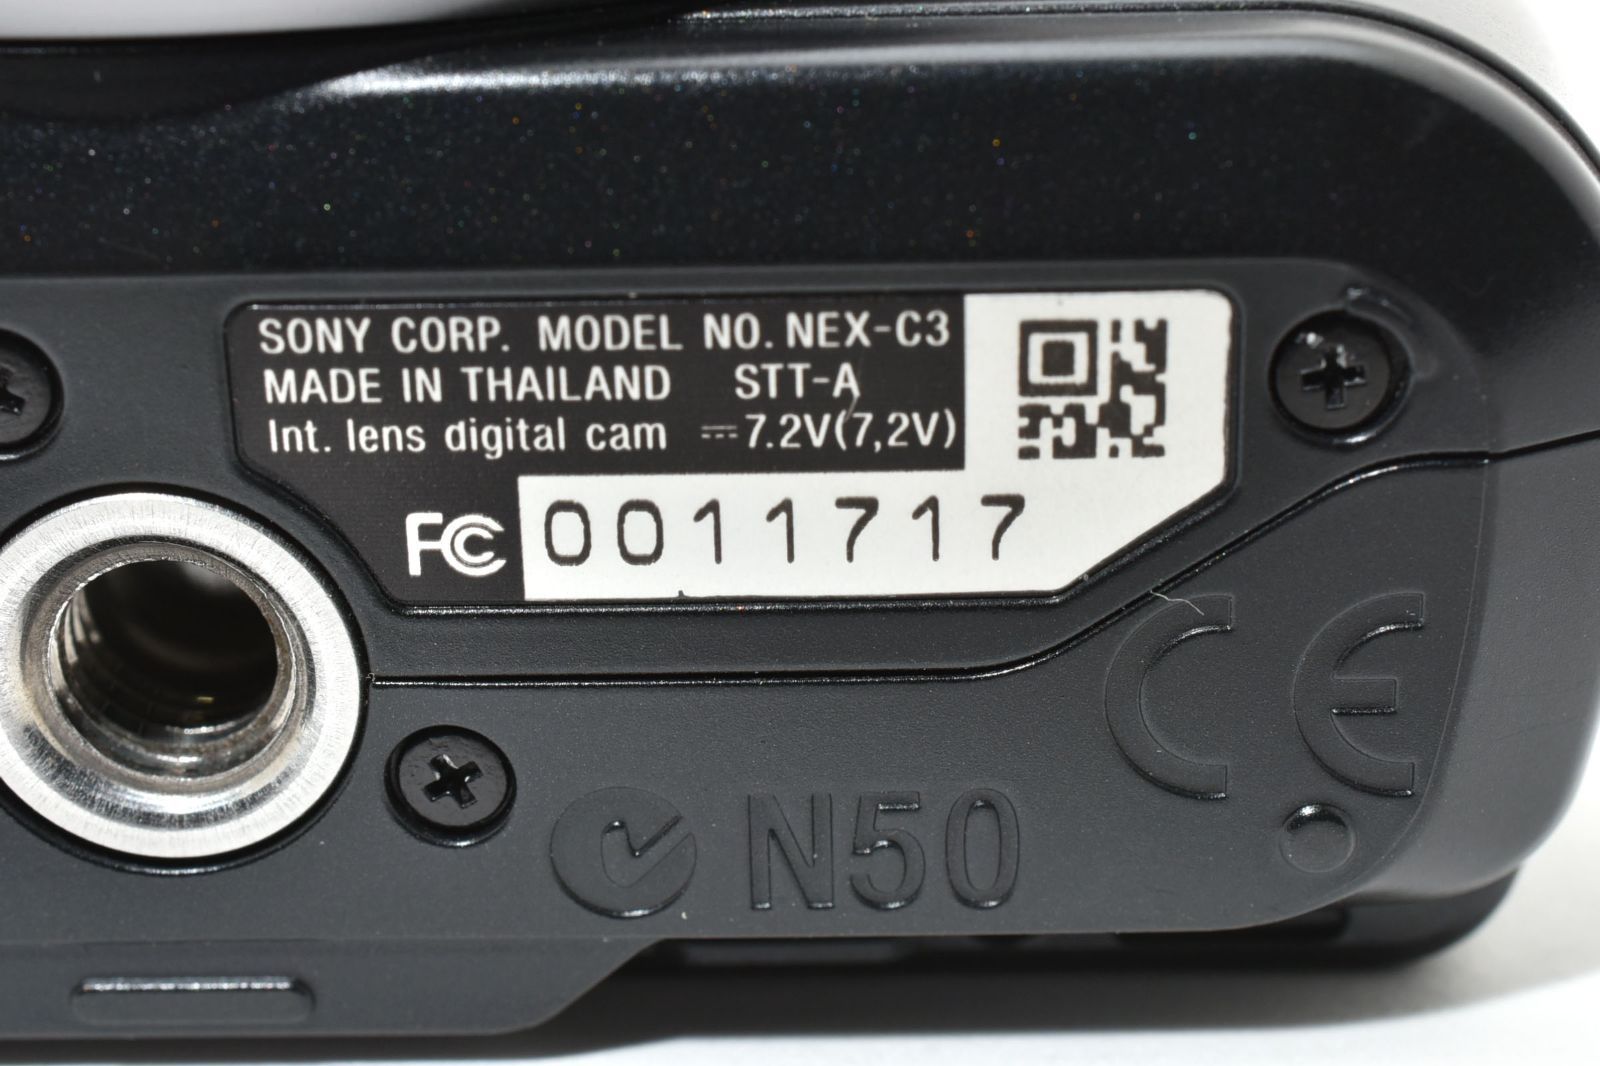 SONY CORP. MODEL NO. NEX-C3
MADE IN THAILAND STT-A
Int. lens digital cam ⎓7.2V(7,2V)
FC 0011717
CE
N50